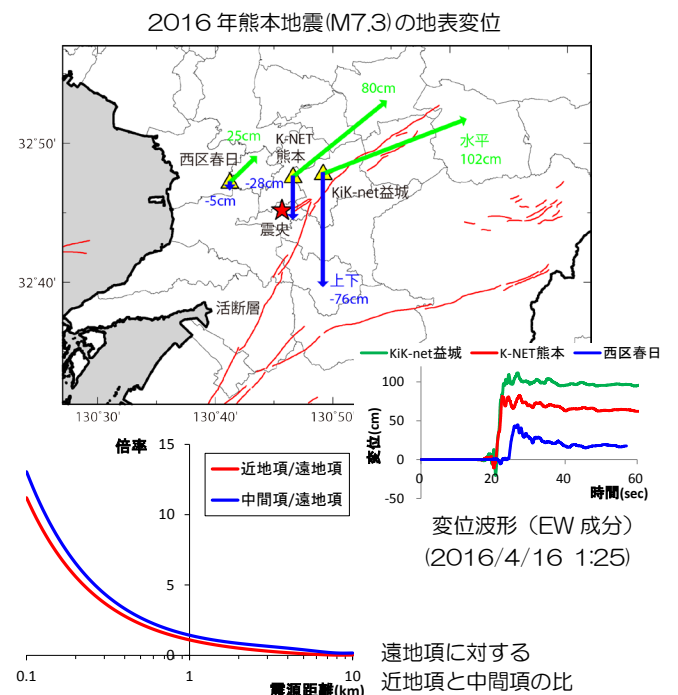 2016年熊本地震(M7.3)の地表変位
80cm
32°50'
25cm
K-NET
熊本
水平
102cm
西区春日
-28cm
KiK-net益城
-5cm
震央
32°40'
上下
-76cm
活断層
130°30'
130°40'
130°50'
KiK-net益城
K-NET熊本
西区春日
100
50
0
-50
変位(cm)
0
20
40
60
時間(sec)
変位波形（EW 成分）
(2016/4/16 1:25)
倍率
15
10
5
0
近地項/遠地項
中間項/遠地項
0.1
1
10
震源距離(km)
遠地項に対する
近地項と中間項の比